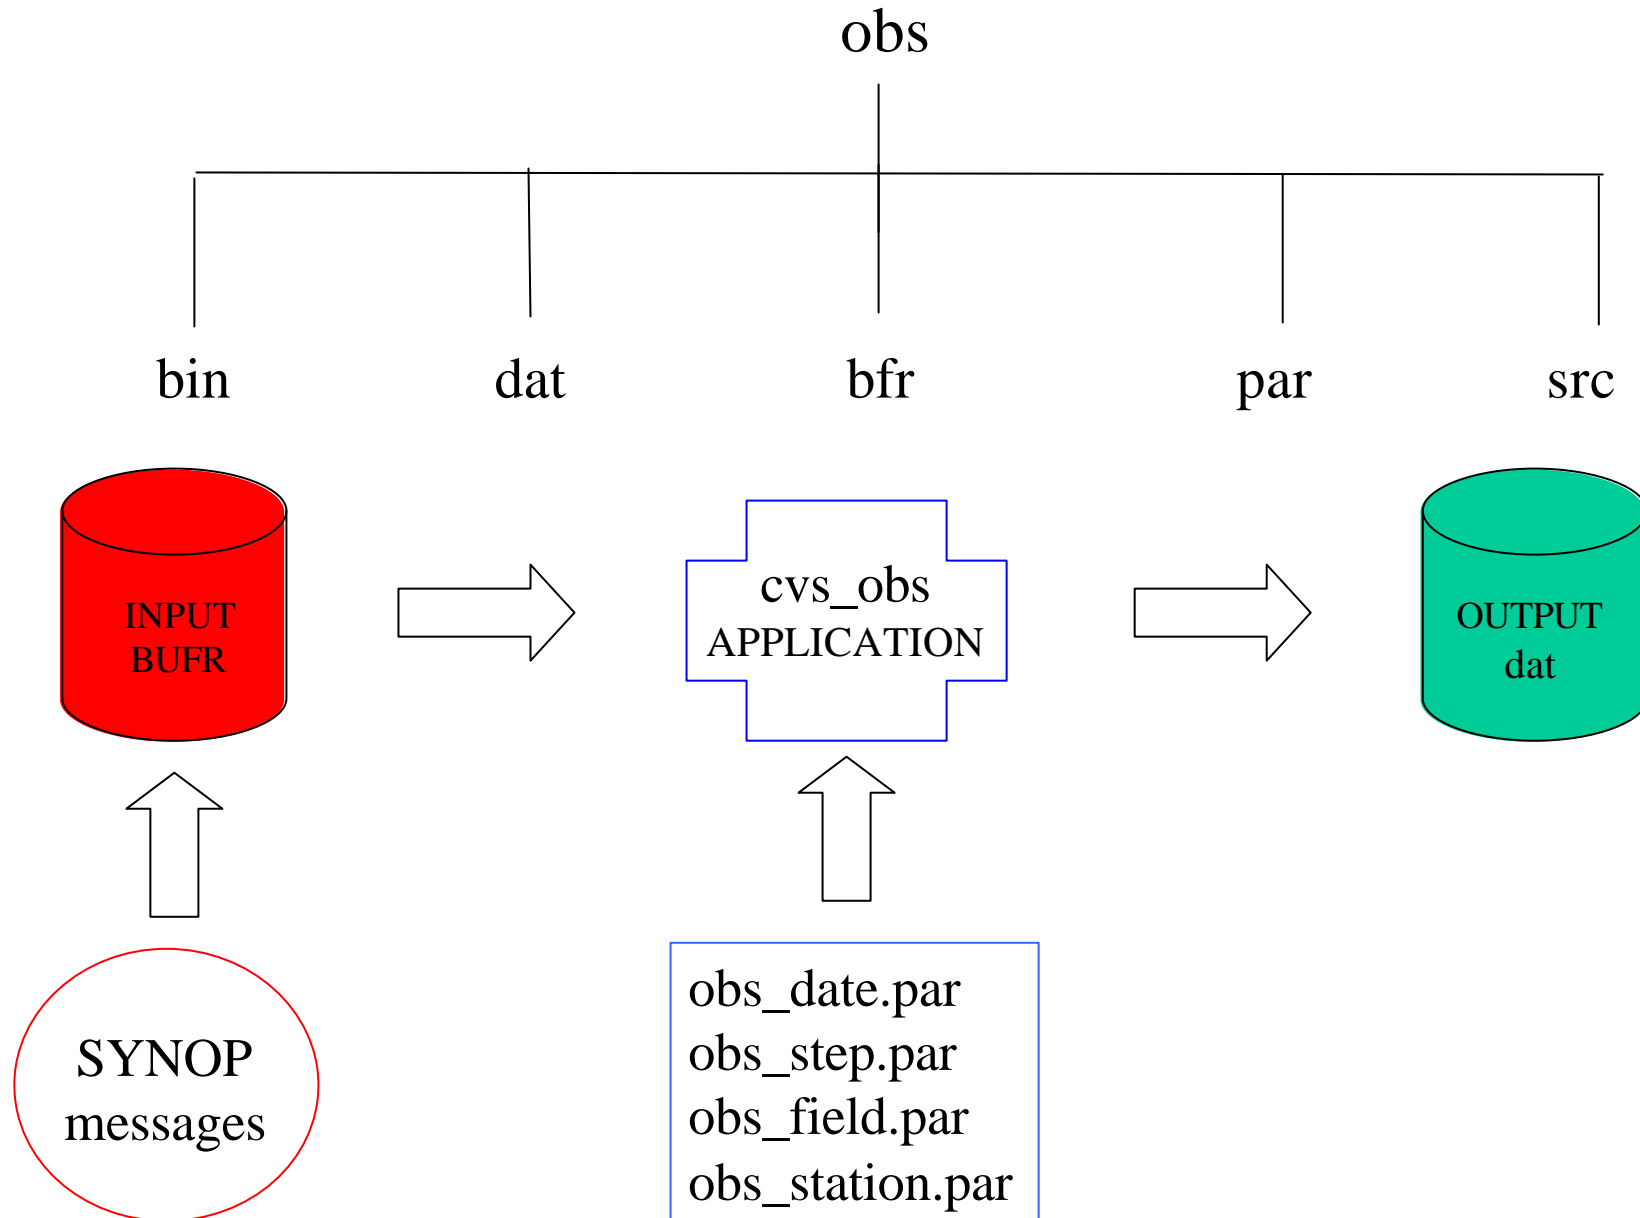 obs
bin dat bfr par src
INPUT
BUFR
cvs_obs
APPLICATION
OUTPUT
dat
SYNOP
messages
obs_date.par
obs_step.par
obs_field.par
obs_station.par